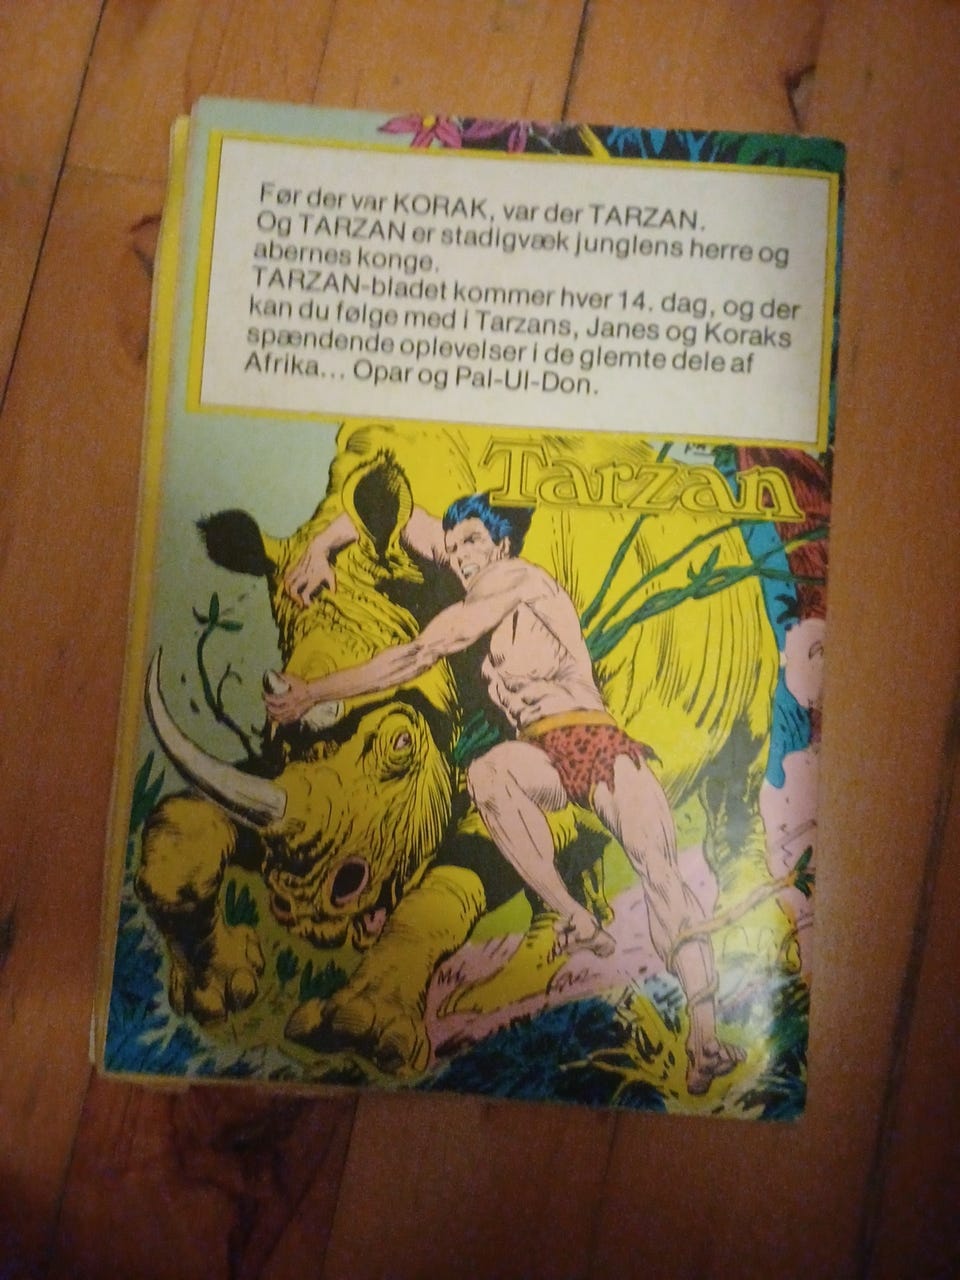 Før der var KORAK, var der TARZAN.
Og TARZAN er stadigvæk junglens herre og
abernes konge.
TARZAN-bladet kommer hver 14. dag, og der
kan du følge med i Tarzans, Janes og Koraks
spændende oplevelser i de glemte dele af
Afrika... Opar og Pal-Ul-Don.
Tarzan